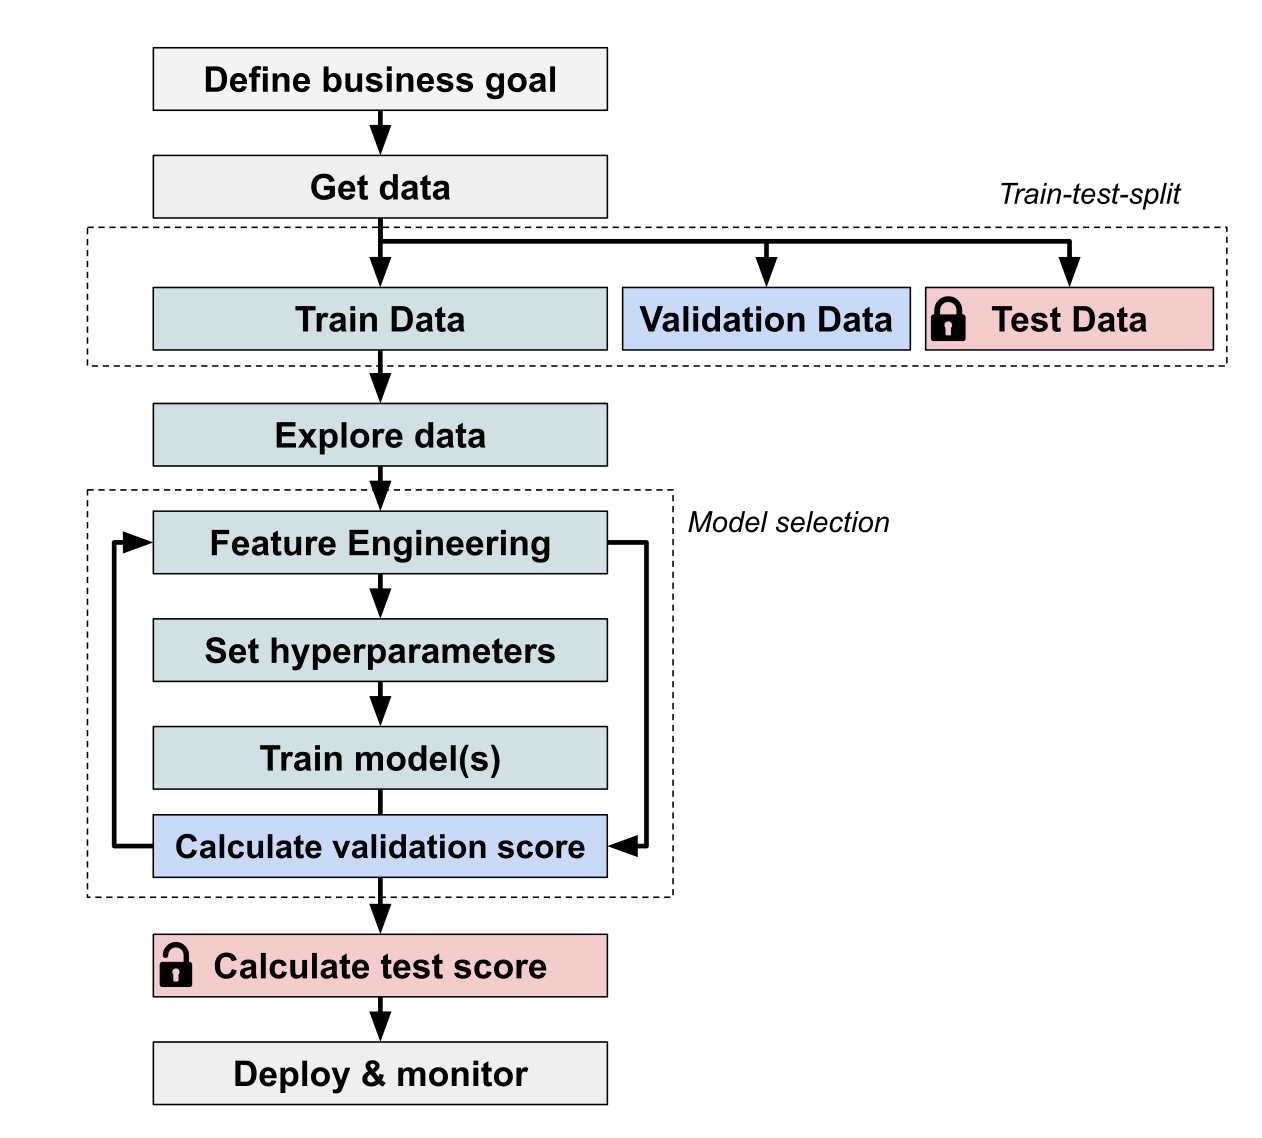 Define business goal
Get data
Train-test-split
Train Data
Validation Data
Test Data
Explore data
Model selection
Feature Engineering
Set hyperparameters
Train model(s)
Calculate validation score
Calculate test score
Deploy & monitor